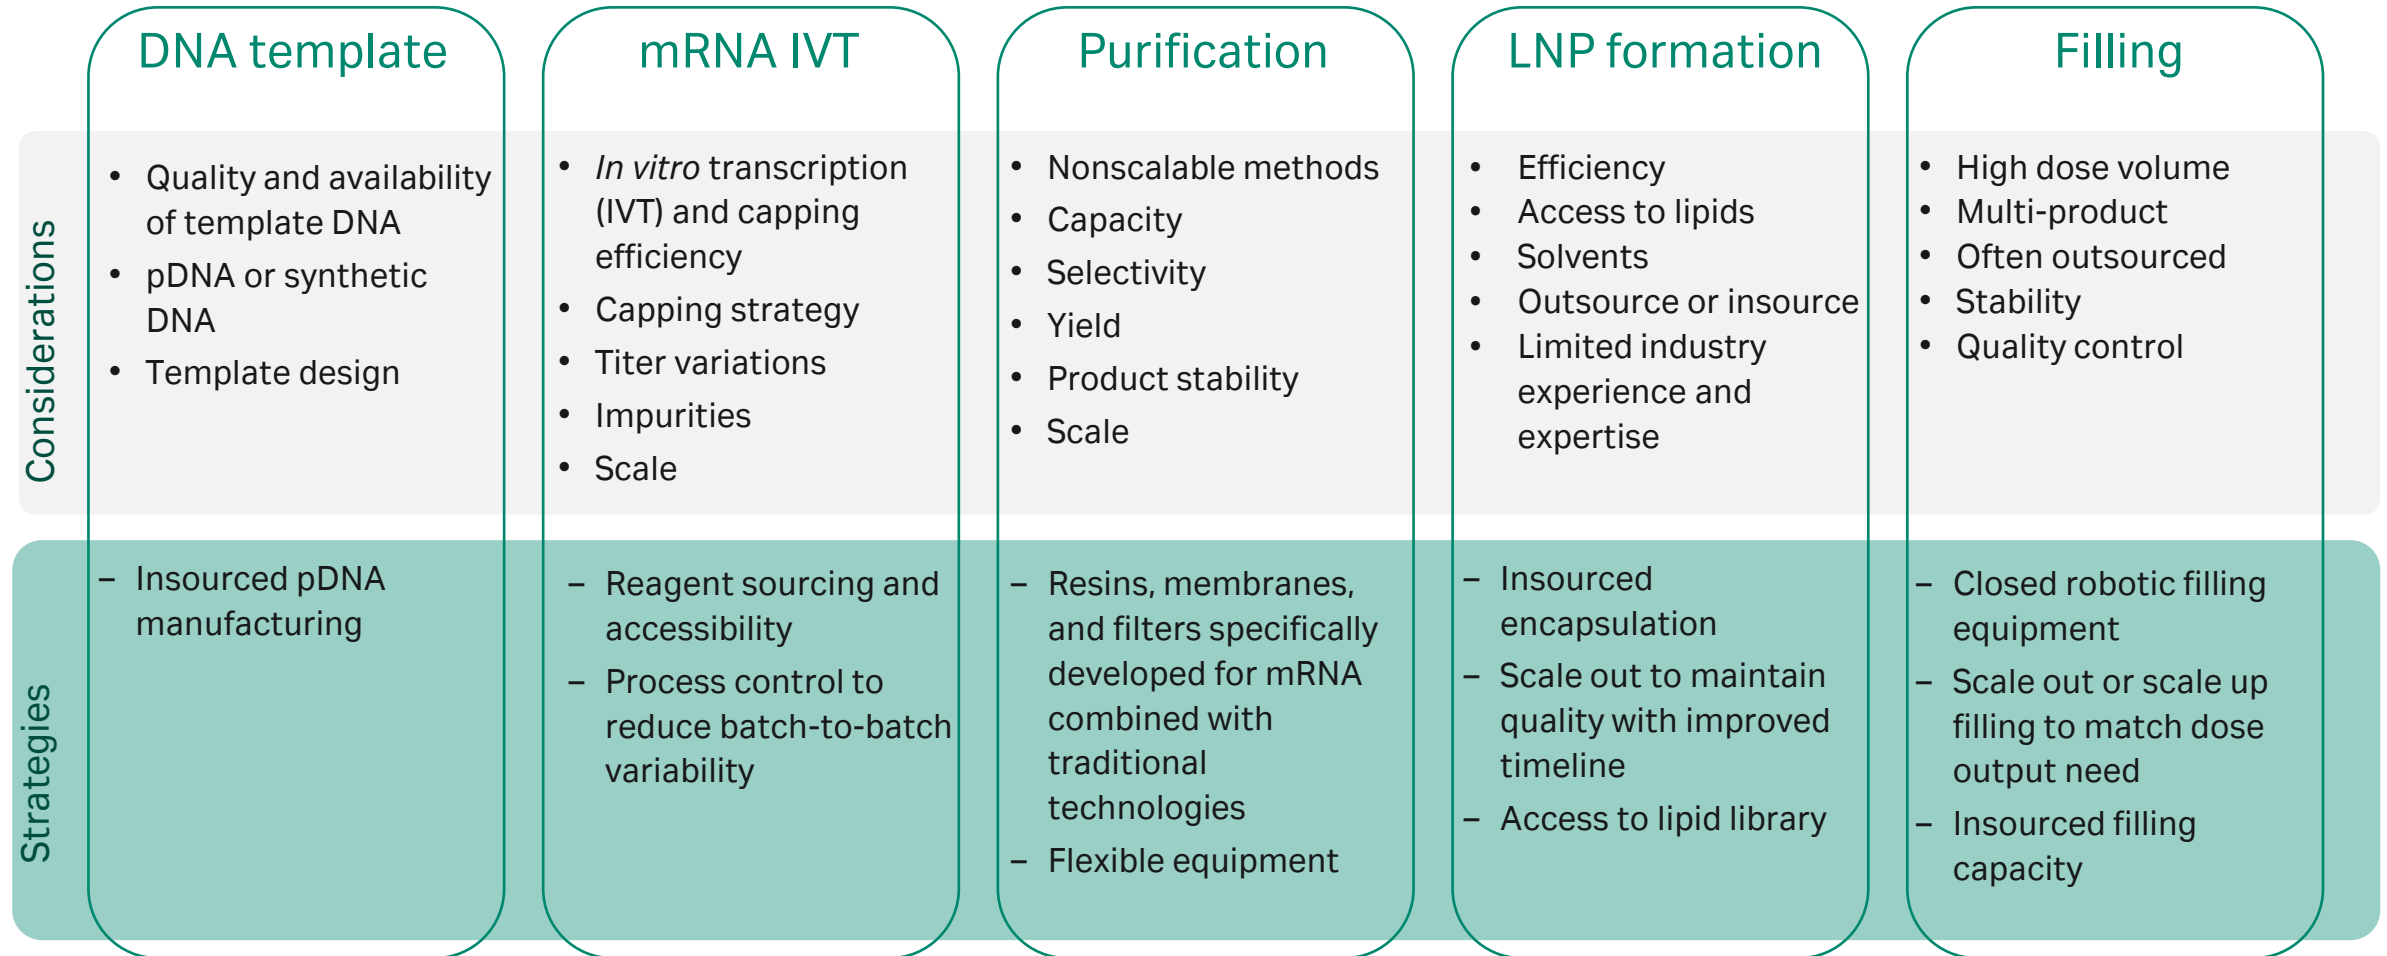 DNA template
mRNA IVT
Purification
LNP formation
Filling
Considerations
• Quality and availability
of template DNA
• pDNA or synthetic
DNA
• Template design
• In vitro transcription
(IVT) and capping
efficiency
• Capping strategy
• Titer variations
• Impurities
• Scale
• Nonscalable methods
• Capacity
• Selectivity
• Yield
• Product stability
• Scale
• Efficiency
• Access to lipids
• Solvents
• Outsource or insource
• Limited industry
experience and
expertise
• High dose volume
• Multi-product
• Often outsourced
• Stability
• Quality control
Strategies
– Insourced pDNA
manufacturing
– Reagent sourcing and
accessibility
– Process control to
reduce batch-to-batch
variability
– Resins, membranes,
and filters specifically
developed for mRNA
combined with
traditional
technologies
– Flexible equipment
– Insourced
encapsulation
– Scale out to maintain
quality with improved
timeline
– Access to lipid library
– Closed robotic filling
equipment
– Scale out or scale up
filling to match dose
output need
– Insourced filling
capacity